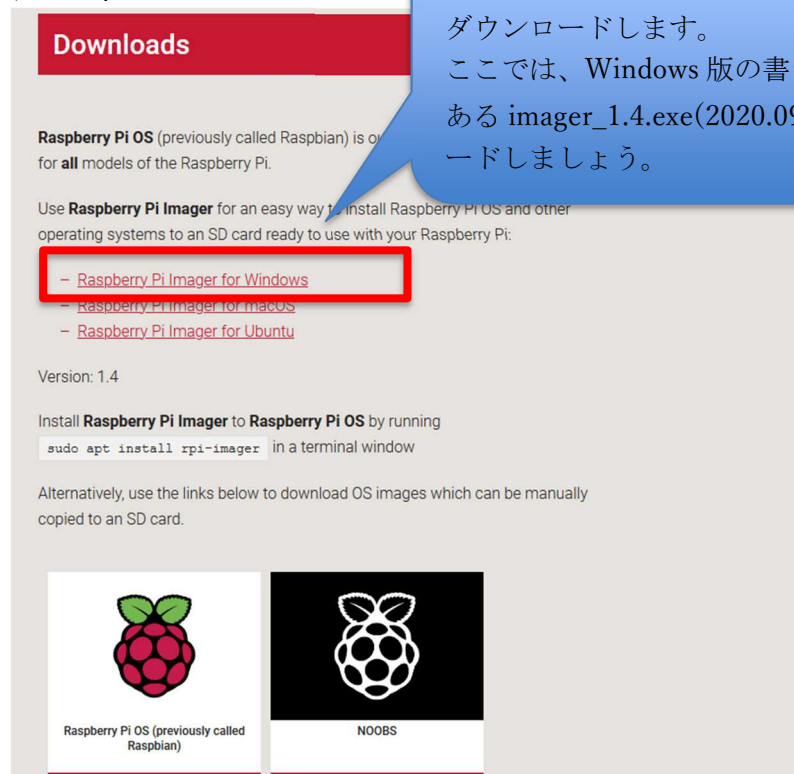 Downloads
ダウンロードします。
ここでは、Windows 版の書
ある imager_1.4.exe(2020.09
ードしましょう。
Raspberry Pi OS (previously called Raspbian) is
for all models of the Raspberry Pi.
Use Raspberry Pi Imager for an easy way to install Raspberry Pi OS and other
operating systems to an SD card ready to use with your Raspberry Pi:
– Raspberry Pi Imager for Windows
– Raspberry Pi Imager for macOS
– Raspberry Pi Imager for Ubuntu
Version: 1.4
Install Raspberry Pi Imager to Raspberry Pi OS by running
sudo apt install rpi-imager in a terminal window
Alternatively, use the links below to download OS images which can be manually
copied to an SD card.
Raspberry Pi OS (previously called
Raspbian)
NOOBS